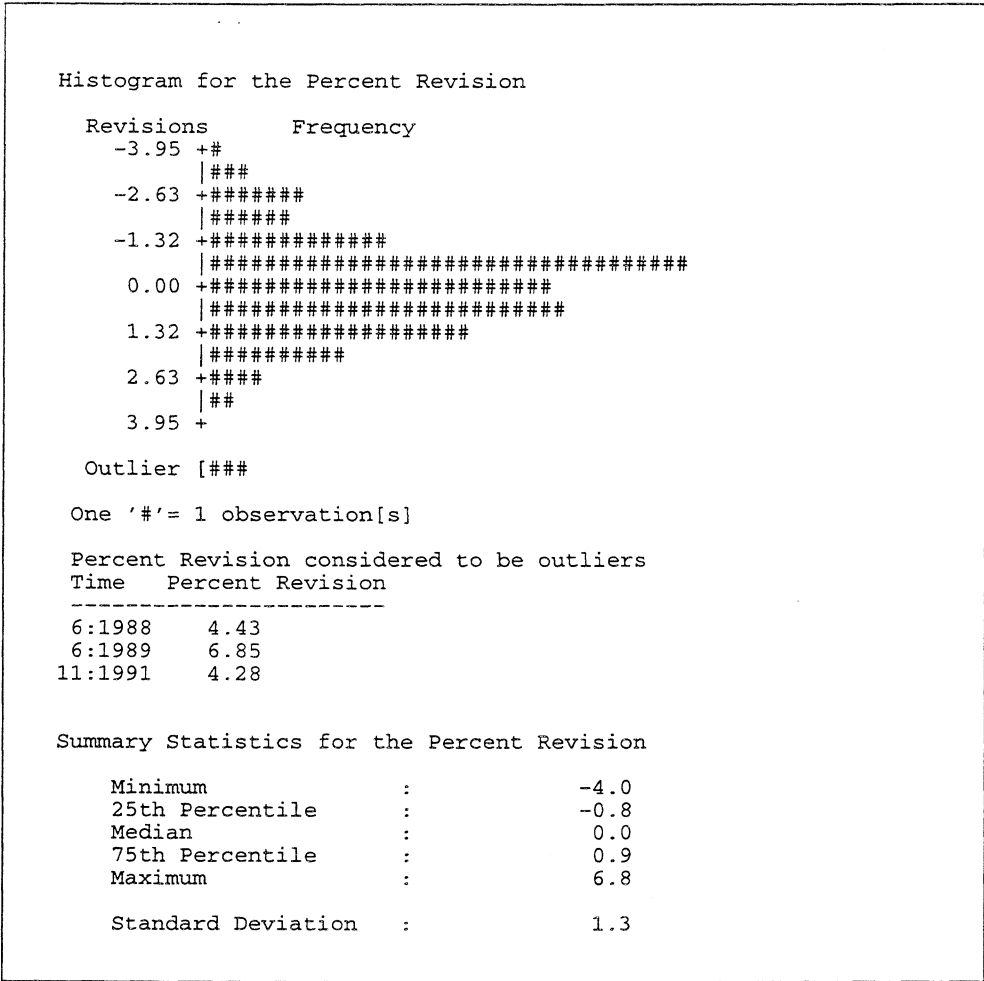 Histogram for the Percent Revision
Revisions Frequency
-3.95 +#
|###
-2.63 +#######
|######
-1.32 +#############
|###################################
0.00 +#########################
|##########################
1.32 +###################
|##########
2.63 +####
|##
3.95 +
Outlier [###
One '#'= 1 observation[s]
Percent Revision considered to be outliers
Time Percent Revision
-----------------------
6:1988 4.43
6:1989 6.85
11:1991 4.28
Summary Statistics for the Percent Revision
Minimum : -4.0
25th Percentile : -0.8
Median : 0.0
75th Percentile : 0.9
Maximum : 6.8
Standard Deviation : 1.3